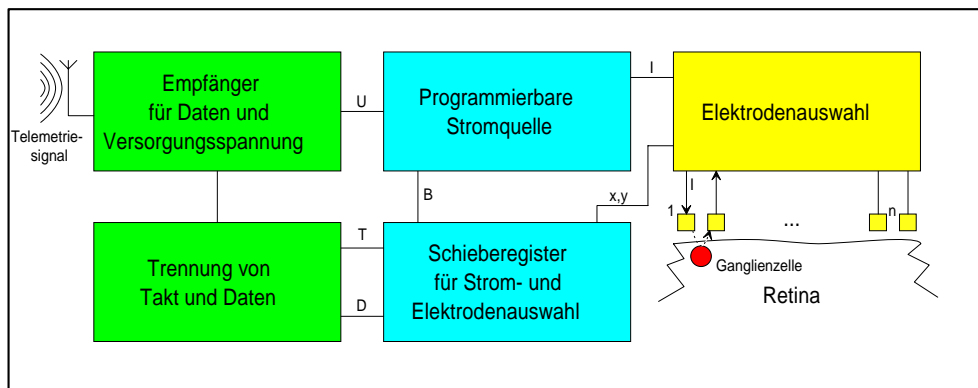 Empfänger
für Daten und
Versorgungsspannung
U
Programmierbare
Stromquelle
I
Elektrodenauswahl
Telemetrie-
signal
B
x,y
I
1
n
...
Trennung von
Takt und Daten
T
D
Schieberegister
für Strom- und
Elektrodenauswahl
Ganglienzelle
Retina